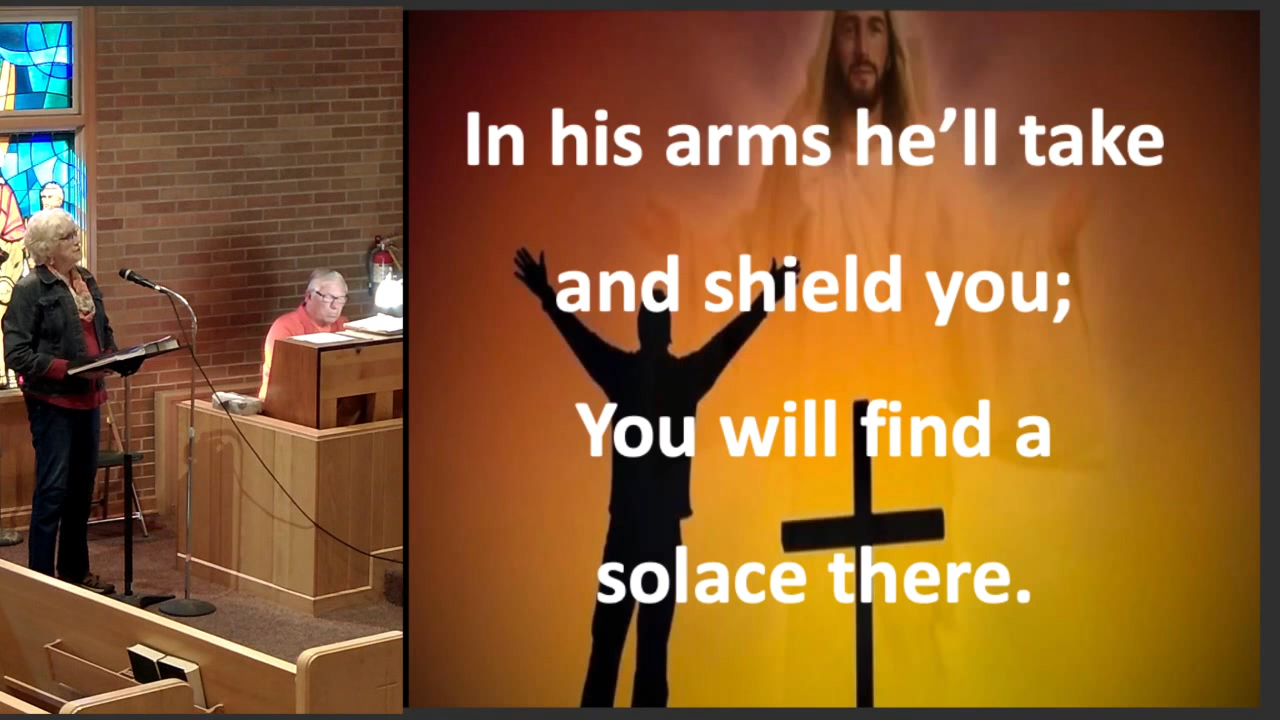 In his arms he’ll take
and shield you;
You will find a
solace there.